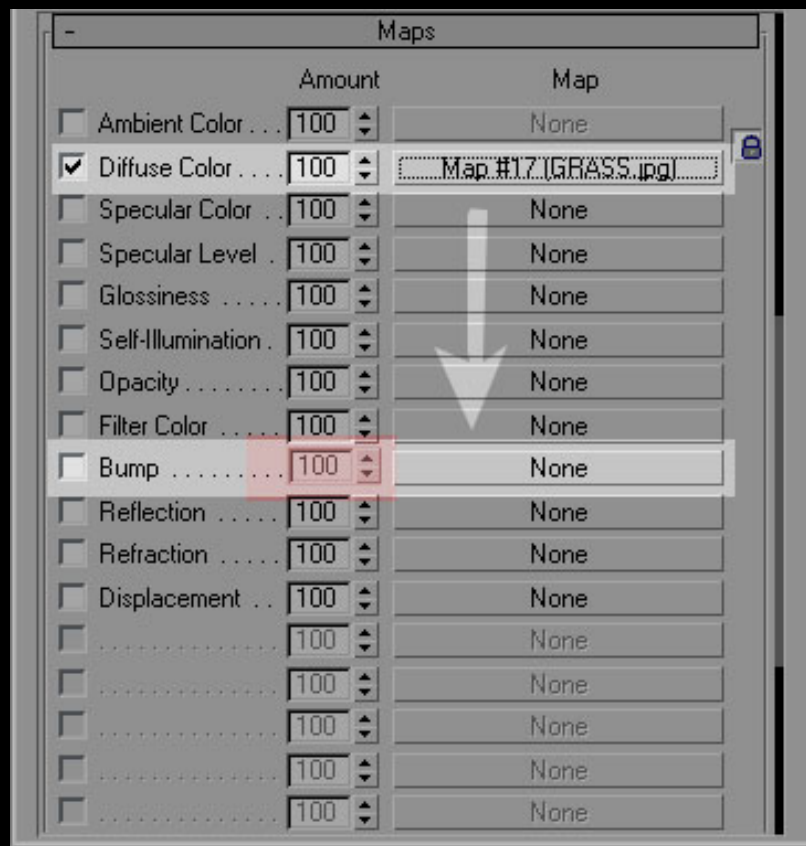 - Maps
Amount Map
Ambient Color . . . 100 None
Diffuse Color . . . . 100 Map #17 (GRASS.jpg)
Specular Color . . 100 None
Specular Level . 100 None
Glossiness . . . . . 100 None
Self-Illumination . 100 None
Opacity . . . . . . . . 100 None
Filter Color . . . . . 100 None
Bump . . . . . . . . . 100 None
Reflection . . . . . 100 None
Refraction . . . . . 100 None
Displacement . . 100 None
. . . . . . . . . . . . . . 100 None
. . . . . . . . . . . . . . 100 None
. . . . . . . . . . . . . . 100 None
. . . . . . . . . . . . . . 100 None
. . . . . . . . . . . . . . 100 None